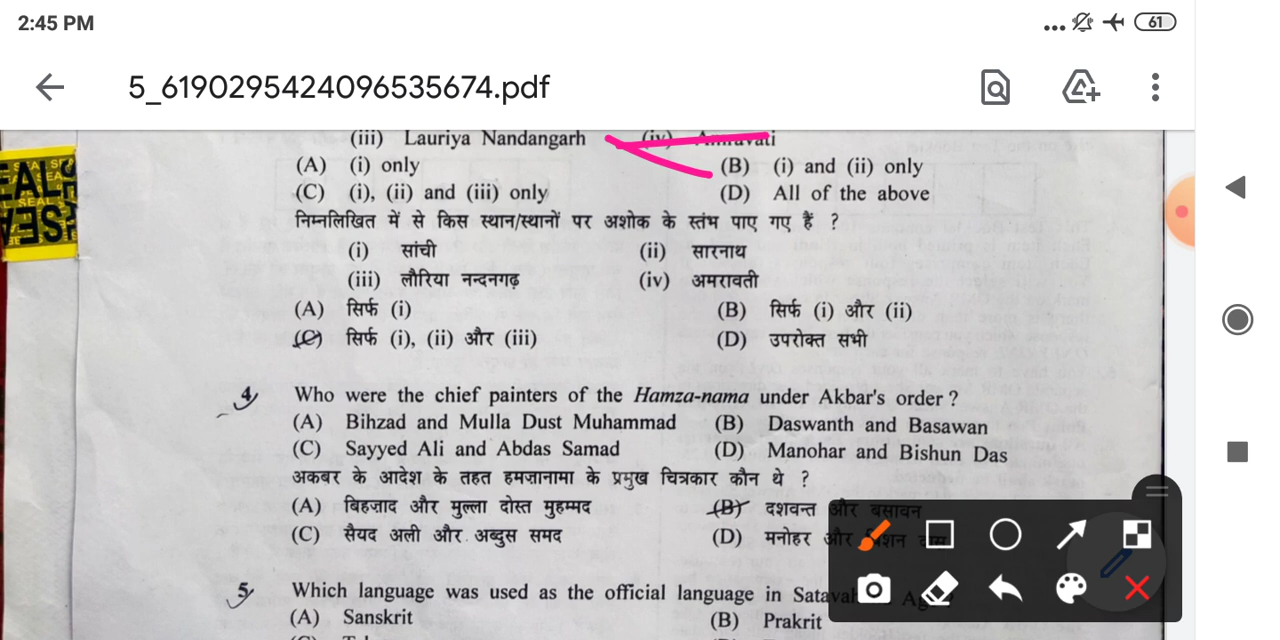 2:45 PM
61
5_6190295424096535674.pdf
(iii) Lauriya Nandangarh (iv) Amravati
(A) (i) only (B) (i) and (ii) only
(C) (i), (ii) and (iii) only (D) All of the above
निम्नलिखित में से किस स्थान/स्थानों पर अशोक के स्तंभ पाए गए हैं ?
(i) सांची (ii) सारनाथ
(iii) लौरिया नन्दनगढ़ (iv) अमरावती
(A) सिर्फ (i) (B) सिर्फ (i) और (ii)
(C) सिर्फ (i), (ii) और (iii) (D) उपरोक्त सभी
4 Who were the chief painters of the Hamza-nama under Akbar's order ?
(A) Bihzad and Mulla Dust Muhammad (B) Daswanth and Basawan
(C) Sayyed Ali and Abdas Samad (D) Manohar and Bishun Das
अकबर के आदेश के तहत हमज़ानामा के प्रमुख चित्रकार कौन थे ?
(A) बिहज़ाद और मुल्ला दोस्त मुहम्मद (B) दशवन्त और बसावन
(C) सैयद अली और अब्दुस समद (D) मनोहर और
5 Which language was used as the official language in
(A) Sanskrit (B) Prakrit
SEAL